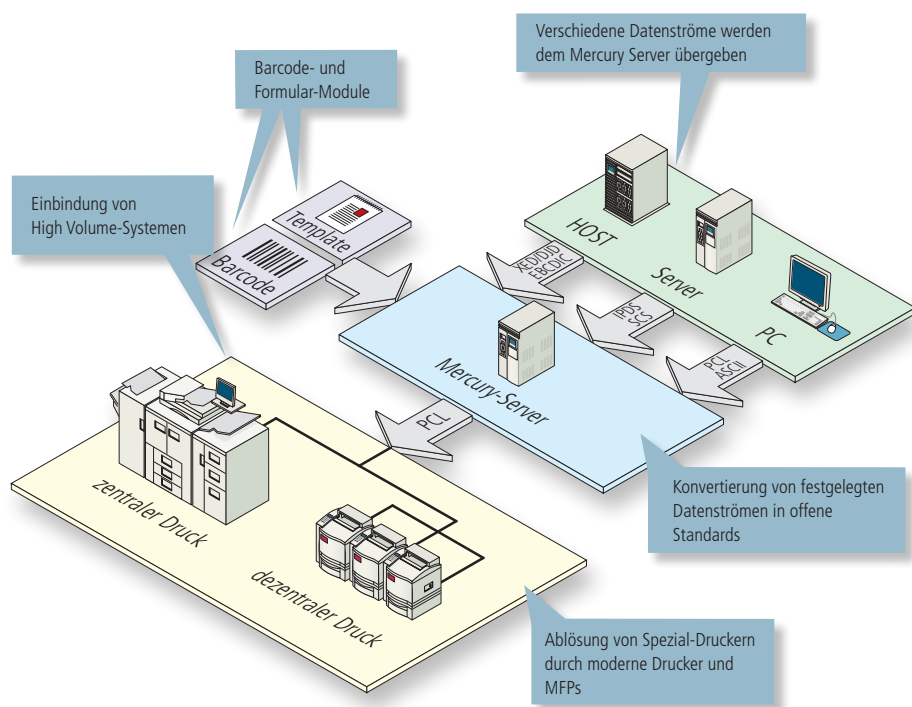 Verschiedene Datenströme werden
dem Mercury Server übergeben
Barcode- und
Formular-Module
Einbindung von
High Volume-Systemen
Template
Barcode
HOST
Server
PC
XED/DJD
EBCDIC
IPDS
SCS
PCL
ASCII
Mercury-Server
PCL
zentraler Druck
dezentraler Druck
Konvertierung von festgelegten
Datenströmen in offene
Standards
Ablösung von Spezial-Druckern
durch moderne Drucker und
MFPs